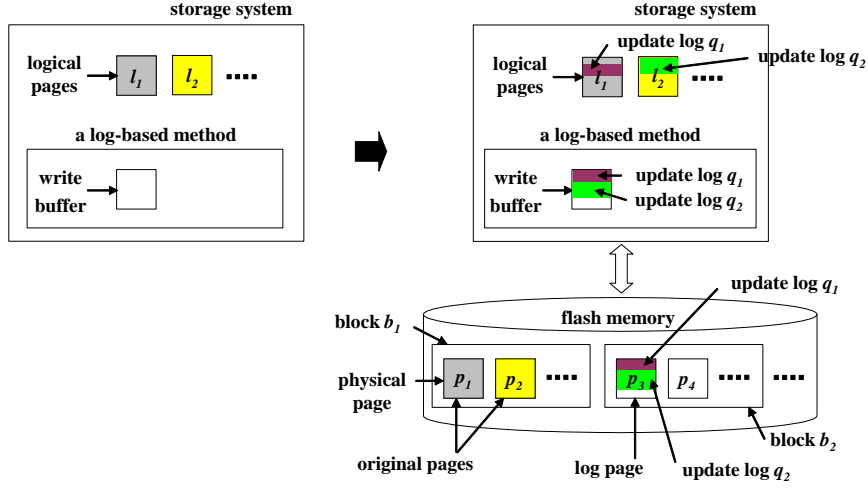 storage system
logical
pages
l1
l2
a log-based method
write
buffer
storage system
update log q1
update log q2
logical
pages
l1
l2
a log-based method
write
buffer
update log q1
update log q2
update log q1
flash memory
block b1
physical
page
p1
p2
p3
p4
block b2
original pages
log page
update log q2